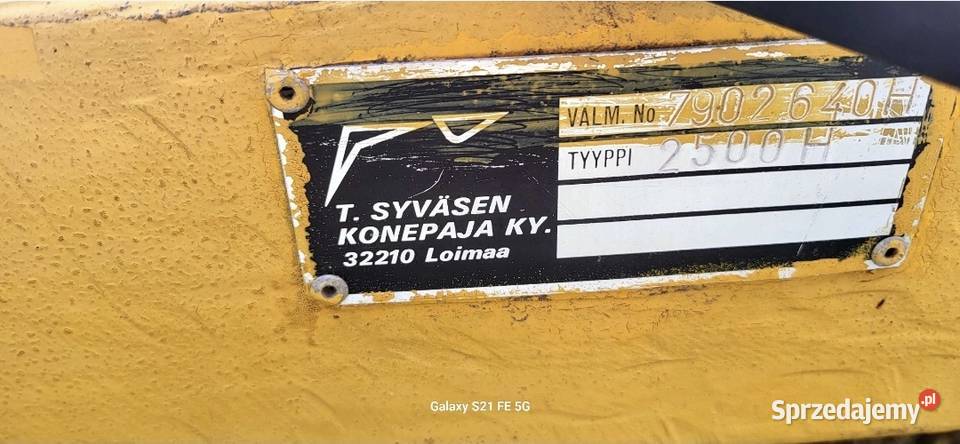 VALM. No 7902640H
TYYPPI 2500H
T. SYVÄSEN
KONEPAJA KY.
32210 Loimaa
Galaxy S21 FE 5G
Sprzedajemy.pl